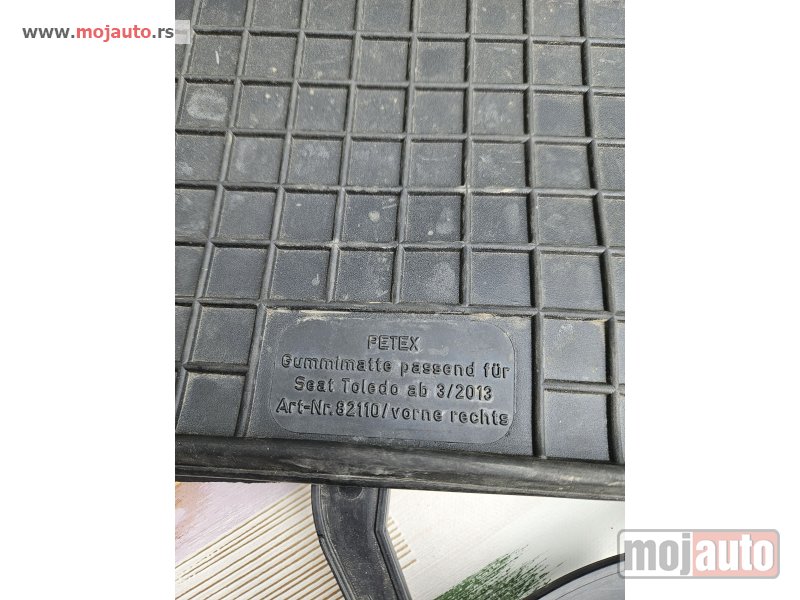 www.mojauto.rs
PETEX
Gummimatte passend für
Seat Toledo ab 3/2013
Art-Nr.82110/vorne rechts
mojauto